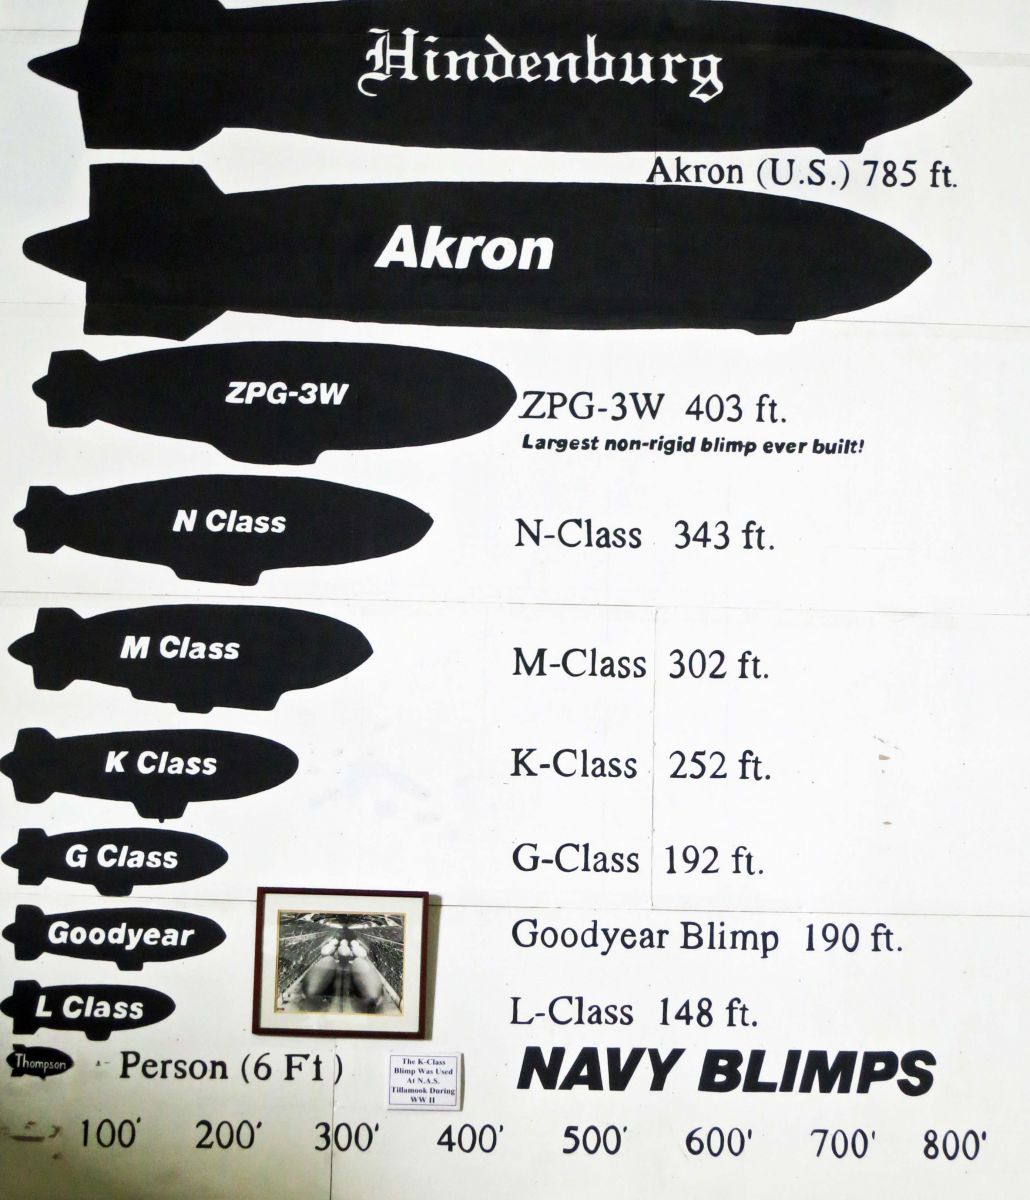 Hindenburg
Akron (U.S.) 785 ft.
Akron
ZPG-3W
ZPG-3W 403 ft.
Largest non-rigid blimp ever built!
N Class
N-Class 343 ft.
M Class
M-Class 302 ft.
K Class
K-Class 252 ft.
G Class
G-Class 192 ft.
Goodyear
Goodyear Blimp 190 ft.
L Class
L-Class 148 ft.
Thompson
Person (6 Ft)
The K-Class
Blimp Was Used
At N.A.S.
Tillamook During
WW II
NAVY BLIMPS
100' 200' 300' 400' 500' 600' 700' 800'